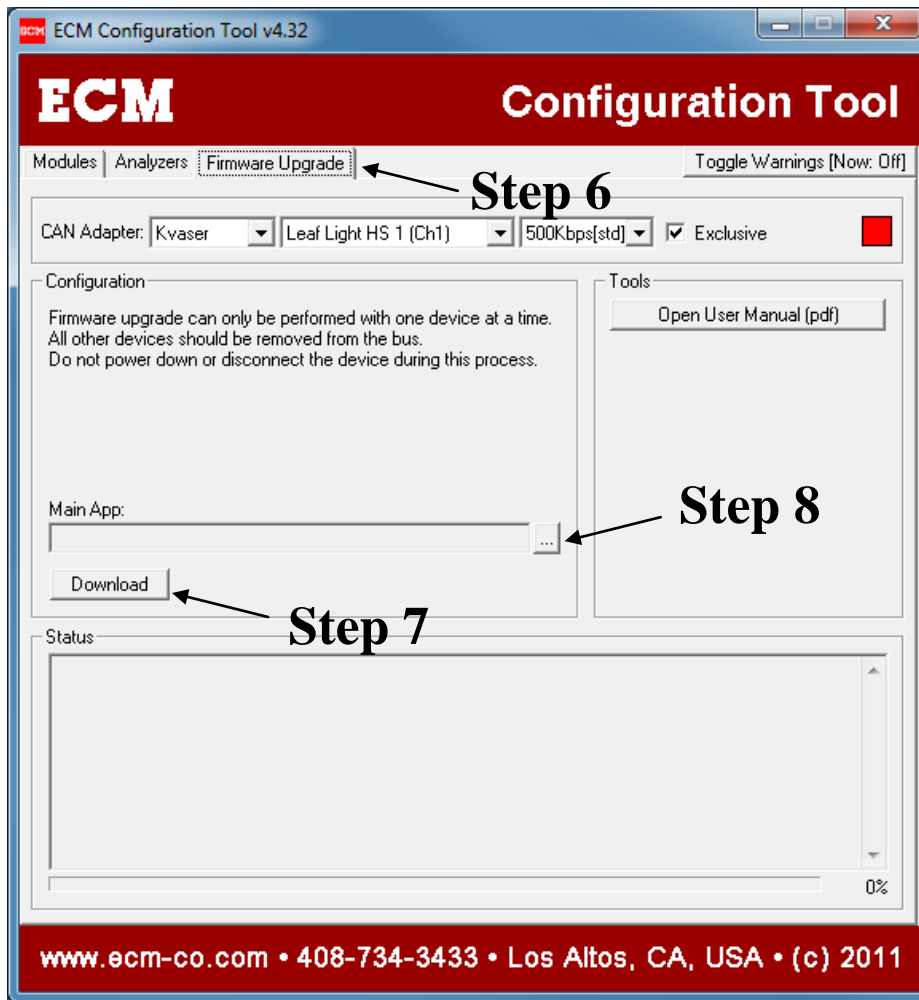 ECM ECM Configuration Tool v4.32
ECM Configuration Tool
Modules Analyzers Firmware Upgrade Toggle Warnings [Now: Off]
Step 6
CAN Adapter: Kvaser Leaf Light HS 1 (Ch1) 500Kbps[std] Exclusive
Configuration
Firmware upgrade can only be performed with one device at a time.
All other devices should be removed from the bus.
Do not power down or disconnect the device during this process.
Tools
Open User Manual (pdf)
Main App:
...
Step 8
Download
Step 7
Status
0%
www.ecm-co.com • 408-734-3433 • Los Altos, CA, USA • (c) 2011